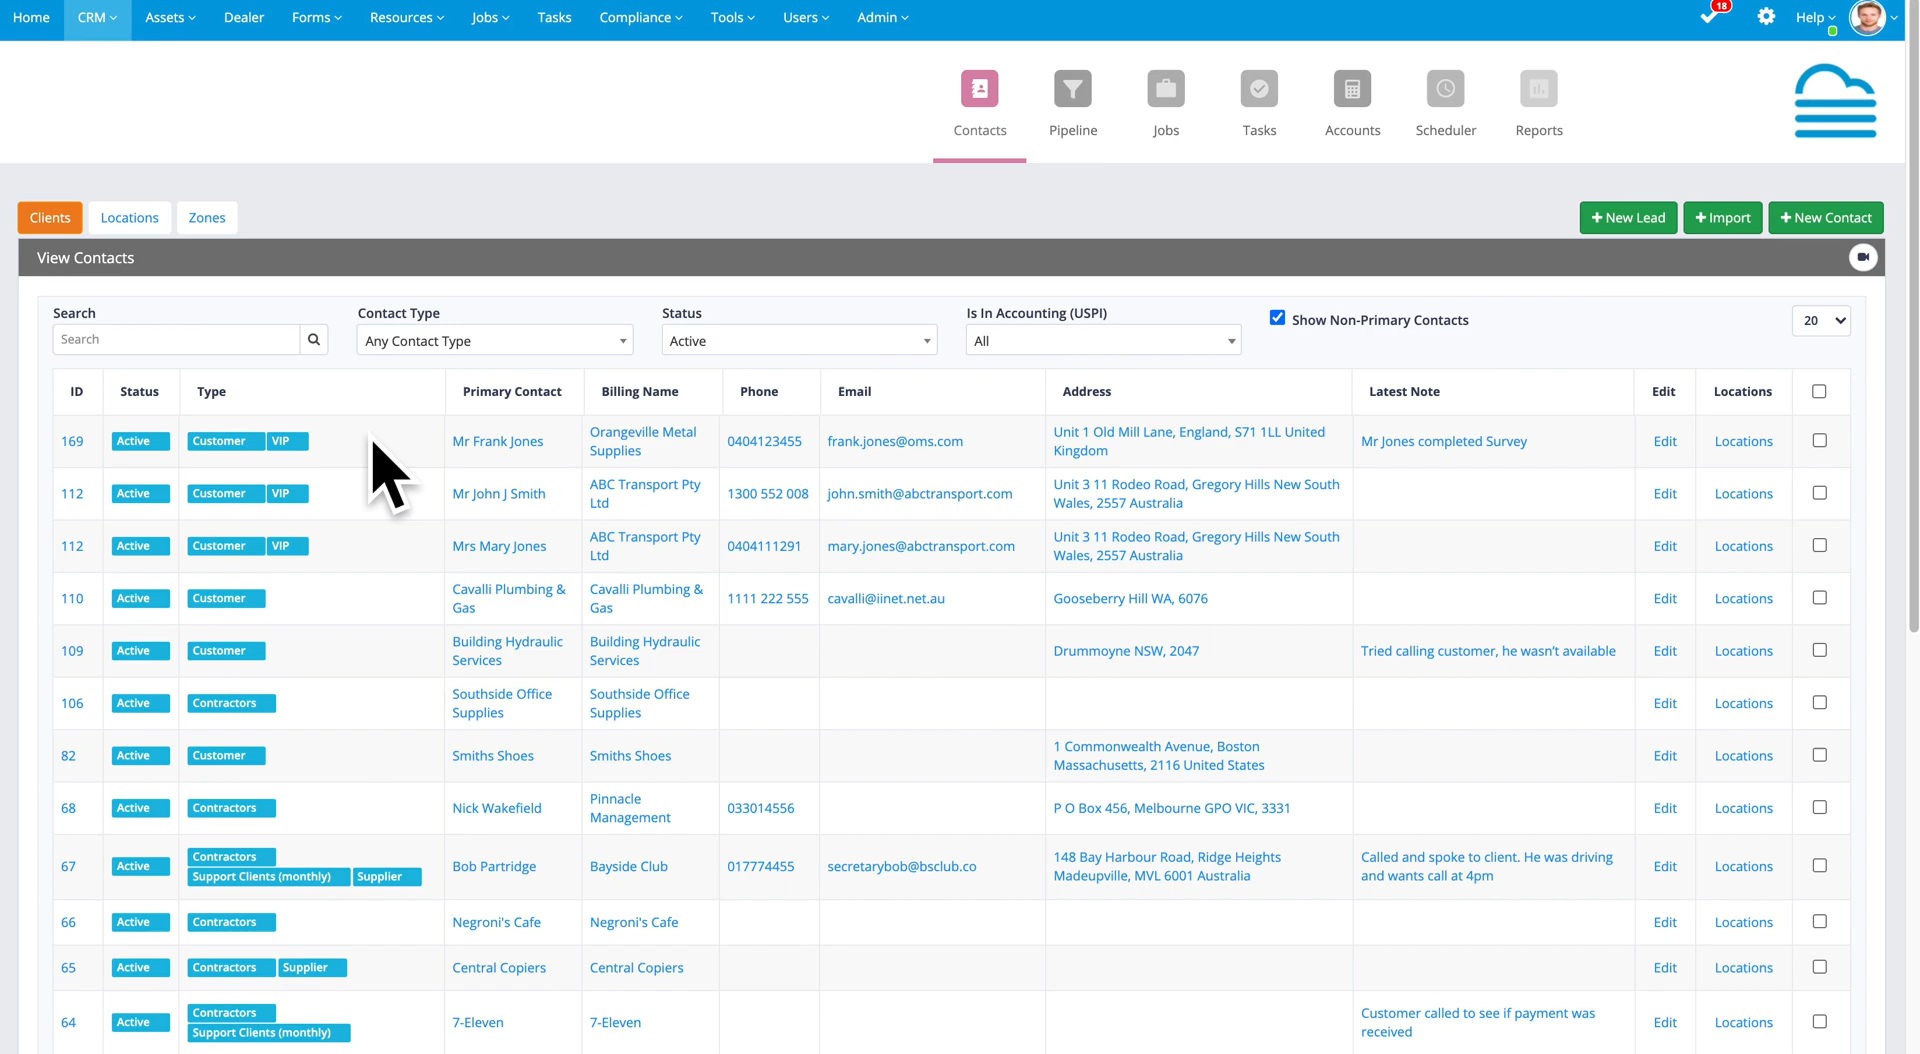 Home CRM Assets Dealer Forms Resources Jobs Tasks Compliance Tools Users Admin 18 Help
Contacts Pipeline Jobs Tasks Accounts Scheduler Reports
Clients Locations Zones + New Lead + Import + New Contact
View Contacts
Search Contact Type Status Is In Accounting (USPI) Show Non-Primary Contacts
Search Any Contact Type Active All 20
ID Status Type Primary Contact Billing Name Phone Email Address Latest Note Edit Locations
169 Active Customer VIP Mr Frank Jones Orangeville Metal 0404123455 frank.jones@oms.com Unit 1 Old Mill Lane, England, S71 1LL United Mr Jones completed Survey Edit Locations
Supplies Kingdom
112 Active Customer VIP Mr John J Smith ABC Transport Pty 1300 552 008 john.smith@abctransport.com Unit 3 11 Rodeo Road, Gregory Hills New South Edit Locations
Ltd Wales, 2557 Australia
112 Active Customer VIP Mrs Mary Jones ABC Transport Pty 0404111291 mary.jones@abctransport.com Unit 3 11 Rodeo Road, Gregory Hills New South Edit Locations
Ltd Wales, 2557 Australia
110 Active Customer Cavalli Plumbing & Cavalli Plumbing & 1111 222 555 cavalli@iinet.net.au Gooseberry Hill WA, 6076 Edit Locations
Gas Gas
109 Active Customer Building Hydraulic Building Hydraulic Drummoyne NSW, 2047 Tried calling customer, he wasn't available Edit Locations
Services Services
106 Active Contractors Southside Office Southside Office Edit Locations
Supplies Supplies
82 Active Customer Smiths Shoes Smiths Shoes 1 Commonwealth Avenue, Boston Edit Locations
Massachusetts, 2116 United States
68 Active Contractors Nick Wakefield Pinnacle 033014556 P O Box 456, Melbourne GPO VIC, 3331 Edit Locations
Management
67 Active Contractors Bob Partridge Bayside Club 017774455 secretarybob@bsclub.co 148 Bay Harbour Road, Ridge Heights Called and spoke to client. He was driving Edit Locations
Support Clients (monthly) Supplier Madeupville, MVL 6001 Australia and wants call at 4pm
66 Active Contractors Negroni's Cafe Negroni's Cafe Edit Locations
65 Active Contractors Supplier Central Copiers Central Copiers Edit Locations
64 Active Contractors 7-Eleven 7-Eleven Customer called to see if payment was Edit Locations
Support Clients (monthly) received